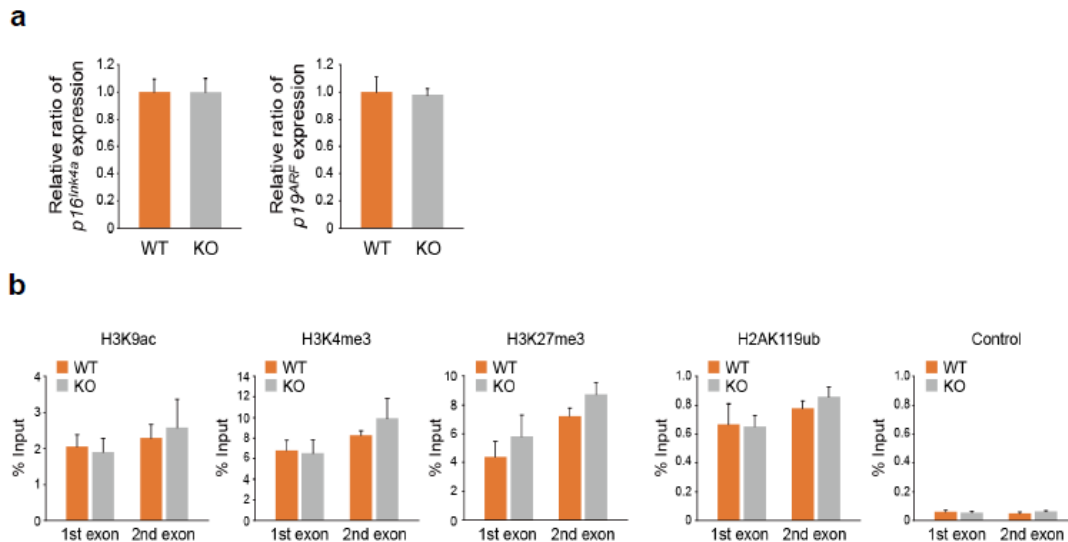 a
Relative ratio of
p16Ink4a expression
1.2
1.0
0.8
0.6
0.4
0.2
0
WT KO
Relative ratio of
p19ARF expression
1.2
1.0
0.8
0.6
0.4
0.2
0
WT KO
b
H3K9ac
WT
KO
% Input
4
3
2
1
0
1st exon 2nd exon
H3K4me3
WT
KO
% Input
14
12
10
8
6
4
2
0
1st exon 2nd exon
H3K27me3
WT
KO
% Input
10
8
6
4
2
0
1st exon 2nd exon
H2AK119ub
WT
KO
% Input
1.0
0.8
0.6
0.4
0.2
0
1st exon 2nd exon
Control
WT
KO
% Input
1.0
0.8
0.6
0.4
0.2
0
1st exon 2nd exon